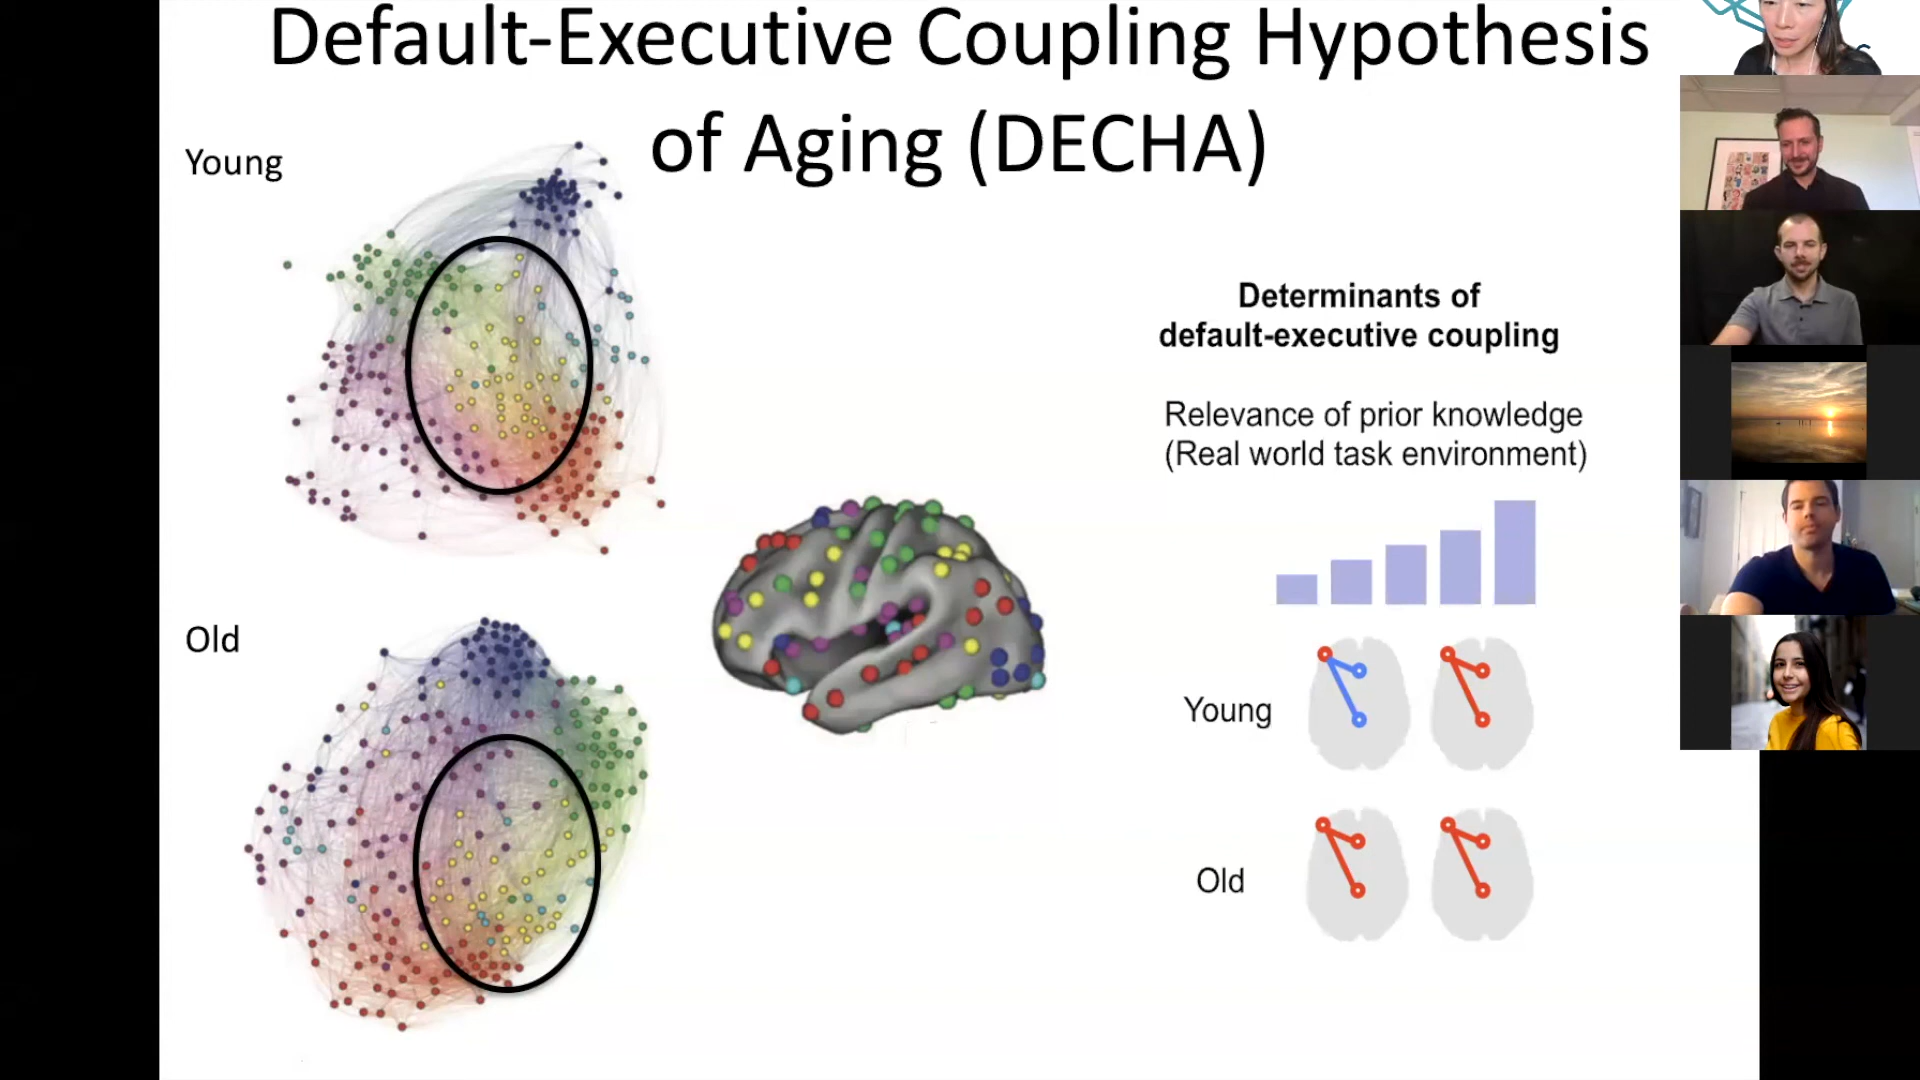 Default-Executive Coupling Hypothesis
of Aging (DECHA)
Young
Old
Determinants of
default-executive coupling
Relevance of prior knowledge
(Real world task environment)
Young
Old